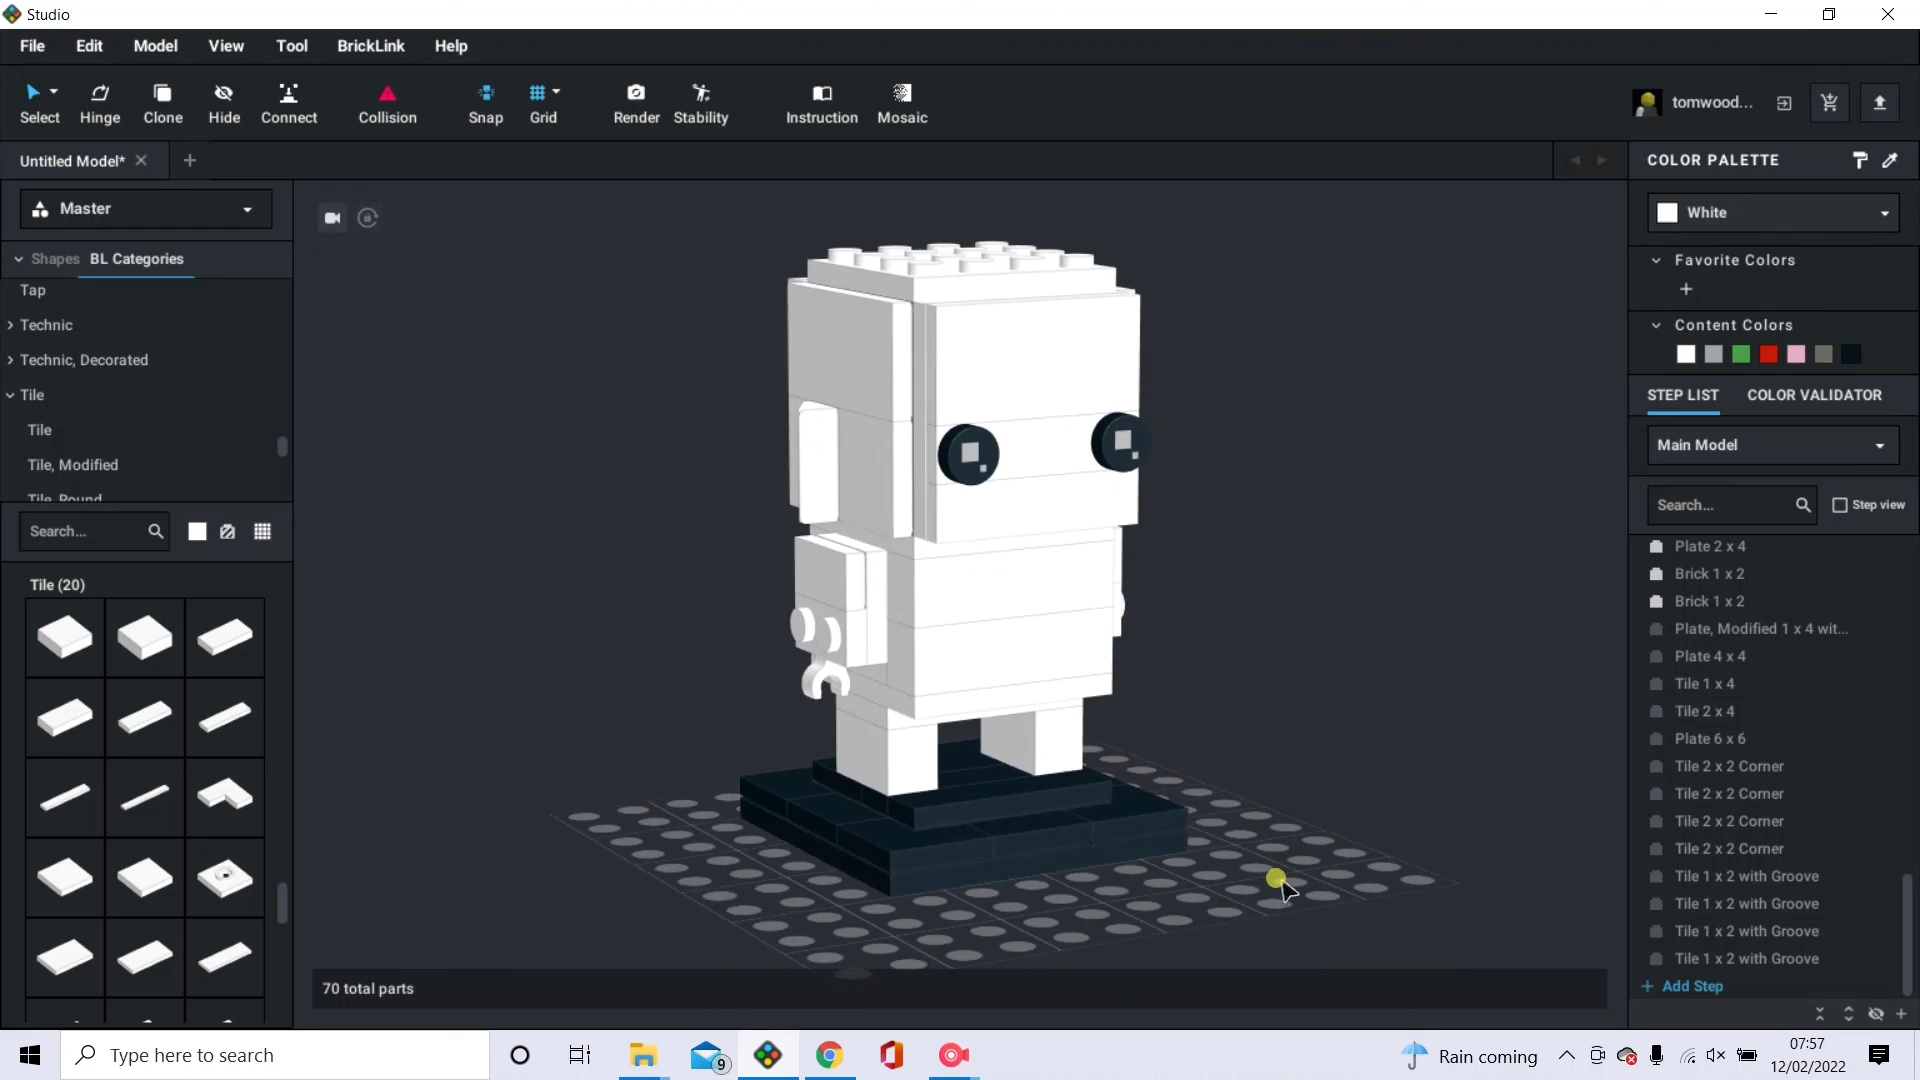 Studio
File Edit Model View Tool BrickLink Help
Select Hinge Clone Hide Connect Collision Snap Grid Render Stability Instruction Mosaic
tomwood...
Untitled Model*
COLOR PALETTE
Master
White
Shapes BL Categories
Favorite Colors
Tap
Technic
Content Colors
Technic, Decorated
Tile
STEP LIST COLOR VALIDATOR
Tile
Main Model
Tile, Modified
Tile, Round
Search...
Step view
Search...
Tile (20)
Plate 2 x 4
Brick 1 x 2
Brick 1 x 2
Plate, Modified 1 x 4 wit...
Plate 4 x 4
Tile 1 x 4
Tile 2 x 4
Plate 6 x 6
Tile 2 x 2 Corner
Tile 2 x 2 Corner
Tile 2 x 2 Corner
Tile 2 x 2 Corner
Tile 1 x 2 with Groove
Tile 1 x 2 with Groove
Tile 1 x 2 with Groove
Tile 1 x 2 with Groove
Add Step
70 total parts
Type here to search
9
Rain coming
07:57
12/02/2022